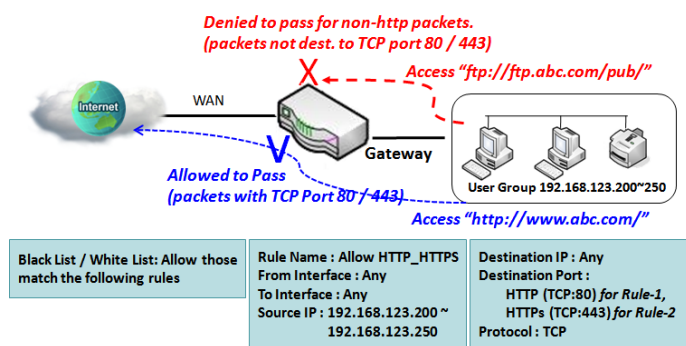 Denied to pass for non-http packets.
(packets not dest. to TCP port 80 / 443)
X
Access “ftp://ftp.abc.com/pub/”
Internet
WAN
V
Gateway
Allowed to Pass
(packets with TCP Port 80 / 443)
User Group 192.168.123.200~250
Access “http://www.abc.com/”
Black List / White List: Allow those
match the following rules
Rule Name : Allow HTTP_HTTPS
From Interface : Any
To Interface : Any
Source IP : 192.168.123.200 ~
192.168.123.250
Destination IP : Any
Destination Port :
HTTP (TCP:80) for Rule-1,
HTTPs (TCP:443) for Rule-2
Protocol : TCP